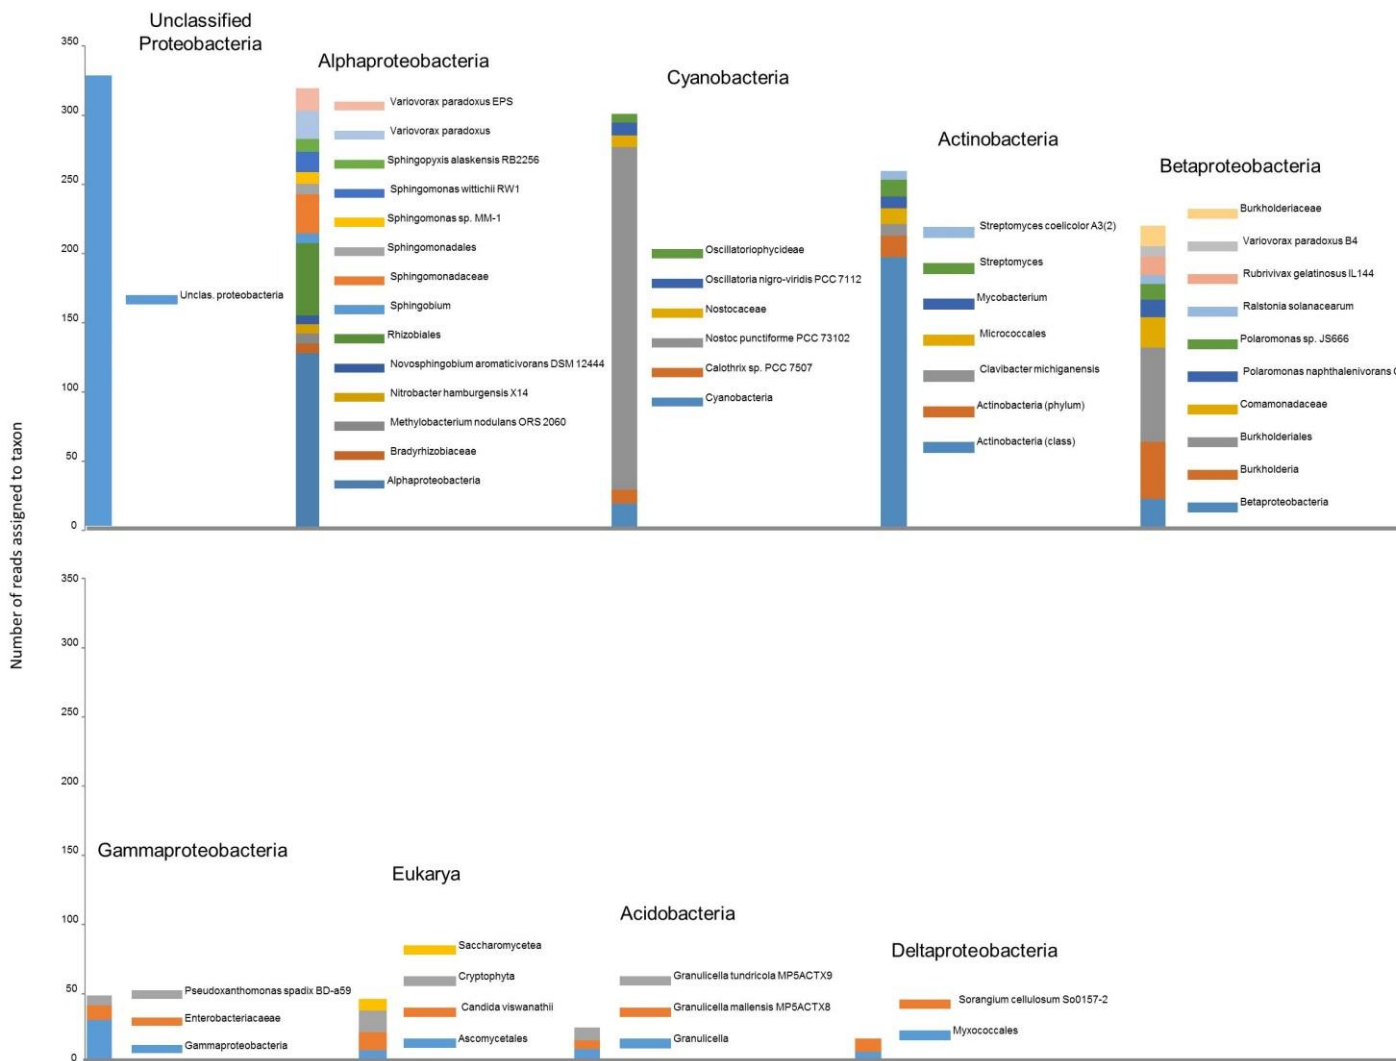 Number of reads assigned to taxon
Unclassified
Proteobacteria
350
300
250
200
150
100
50
0
Unclas. proteobacteria
Alphaproteobacteria
Variovorax paradoxus EPS
Variovorax paradoxus
Sphingopyxis alaskensis RB2256
Sphingomonas wittichii RW1
Sphingomonas sp. MM-1
Sphingomonadales
Sphingomonadaceae
Sphingobium
Rhizobiales
Novosphingobium aromaticivorans DSM 12444
Nitrobacter hamburgensis X14
Methylobacterium nodulans ORS 2060
Bradyrhizobiaceae
Alphaproteobacteria
Cyanobacteria
Oscillatoriophycideae
Oscillatoria nigro-viridis PCC 7112
Nostocaceae
Nostoc punctiforme PCC 73102
Calothrix sp. PCC 7507
Cyanobacteria
Actinobacteria
Streptomyces coelicolor A3(2)
Streptomyces
Mycobacterium
Micrococcales
Clavibacter michiganensis
Actinobacteria (phylum)
Actinobacteria (class)
Betaproteobacteria
Burkholderiaceae
Variovorax paradoxus B4
Rubrivivax gelatinosus IL144
Ralstonia solanacearum
Polaromonas sp. JS666
Polaromonas naphthalenivorans
Comamonadaceae
Burkholderiales
Burkholderia
Betaproteobacteria
350
300
250
200
150
100
50
0
Gammaproteobacteria
Pseudoxanthomonas spadix BD-a59
Enterobacteriacaeae
Gammaproteobacteria
Eukarya
Saccharomycetea
Cryptophyta
Candida viswanathii
Ascomycetales
Acidobacteria
Granulicella tundricola MP5ACTX9
Granulicella mallensis MP5ACTX8
Granulicella
Deltaproteobacteria
Sorangium cellulosum So0157-2
Myxococcales